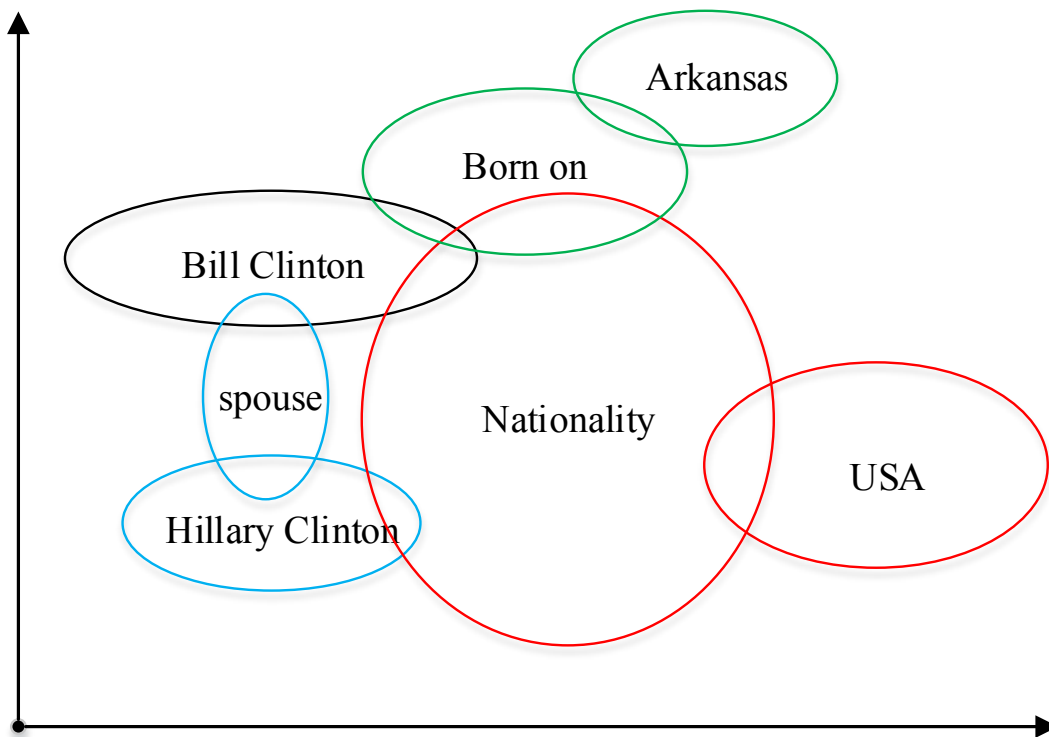 Arkansas
Born on
Bill Clinton
spouse
Nationality
USA
Hillary Clinton